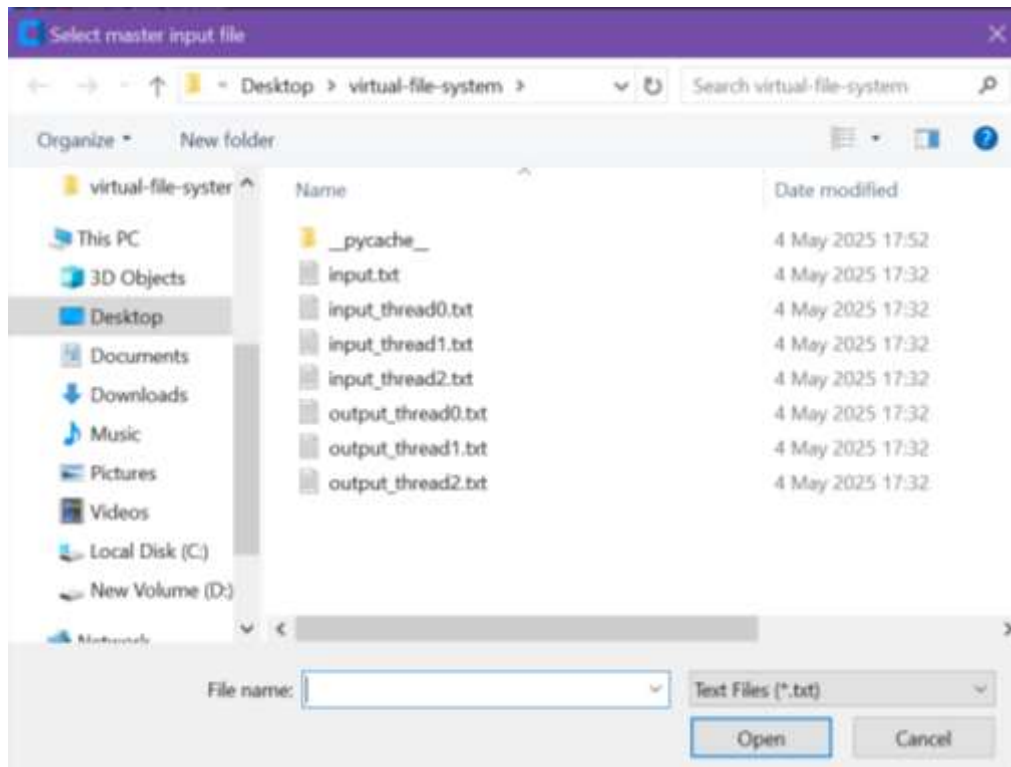 Select master input file
Desktop > virtual-file-system >
Search virtual-file-system
Organize
New folder
virtual-file-syster
Name
Date modified
This PC
3D Objects
Desktop
Documents
Downloads
Music
Pictures
Videos
Local Disk (C:)
New Volume (D:)
Network
__pycache__ 4 May 2025 17:52
input.txt 4 May 2025 17:32
input_thread0.txt 4 May 2025 17:32
input_thread1.txt 4 May 2025 17:32
input_thread2.txt 4 May 2025 17:32
output_thread0.txt 4 May 2025 17:32
output_thread1.txt 4 May 2025 17:32
output_thread2.txt 4 May 2025 17:32
File name:
Text Files (*.txt)
Open
Cancel